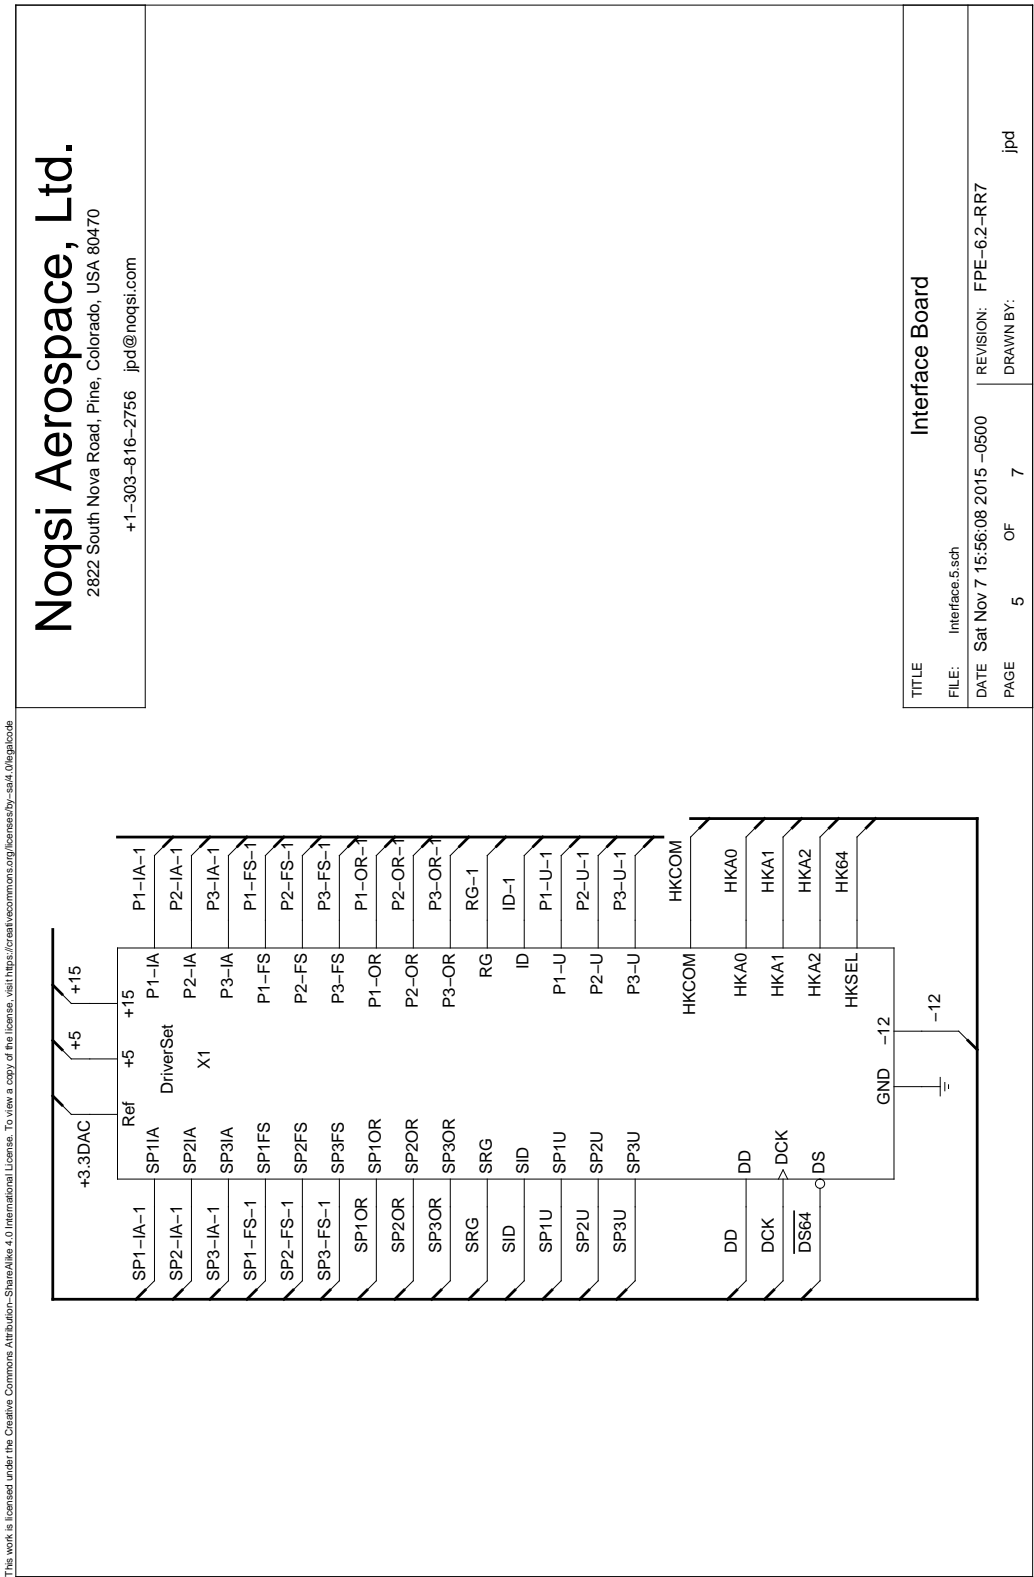 This work is licensed under the Creative Commons Attribution−ShareAlike 4.0 International License. To view a copy of the license, visit https://creativecommons.org/licenses/by−sa/4.0/legalcode
Noqsi Aerospace, Ltd.
2822 South Nova Road, Pine, Colorado, USA 80470
+1−303−816−2756 jpd@noqsi.com
+3.3DAC
+5
+15
Ref
+5
+15
DriverSet
X1
SP1−IA−1 SP1IA P1−IA P1−IA−1
SP2−IA−1 SP2IA P2−IA P2−IA−1
SP3−IA−1 SP3IA P3−IA P3−IA−1
SP1−FS−1 SP1FS P1−FS P1−FS−1
SP2−FS−1 SP2FS P2−FS P2−FS−1
SP3−FS−1 SP3FS P3−FS P3−FS−1
SP1OR SP1OR P1−OR P1−OR−1
SP2OR SP2OR P2−OR P2−OR−1
SP3OR SP3OR P3−OR P3−OR−1
SRG SRG RG RG−1
SID SID ID ID−1
SP1U SP1U P1−U P1−U−1
SP2U SP2U P2−U P2−U−1
SP3U SP3U P3−U P3−U−1
HKCOM HKCOM
DD DD HKA0 HKA0
DCK DCK HKA1 HKA1
DS64 DS HKA2 HKA2
HKSEL HK64
GND −12
−12
TITLE Interface Board
FILE: Interface.5.sch
DATE Sat Nov 7 15:56:08 2015 −0500 REVISION: FPE−6.2−RR7
PAGE 5 OF 7 DRAWN BY: jpd